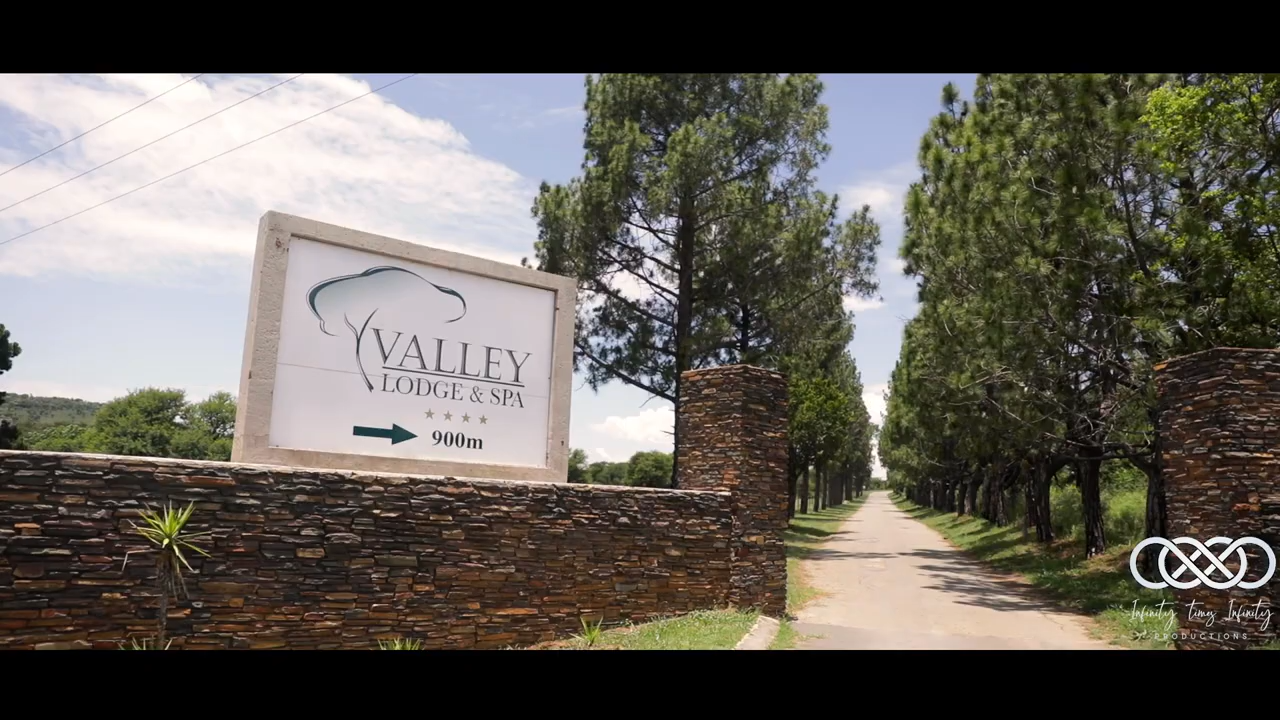 VALLEY
LODGE & SPA
900m
Infinity times Infinity
PRODUCTIONS